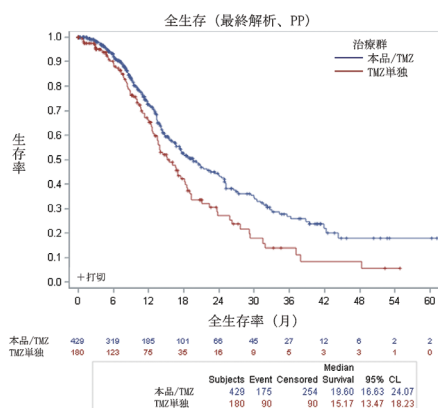 全生存（最終解析、PP）
治療群
本品/TMZ
TMZ単独
生存率
1.0
0.9
0.8
0.7
0.6
0.5
0.4
0.3
0.2
0.1
0.0
+打切
0 6 12 18 24 30 36 42 48 54 60
全生存率（月）
本品/TMZ 429 319 195 101 66 45 27 12 6 2 2
TMZ単独 180 123 75 35 16 9 5 3 3 1 0
Subjects Event Censored Median Survival 95% CL
本品/TMZ 429 175 254 19.60 16.63 24.07
TMZ単独 180 90 90 15.17 13.47 18.23